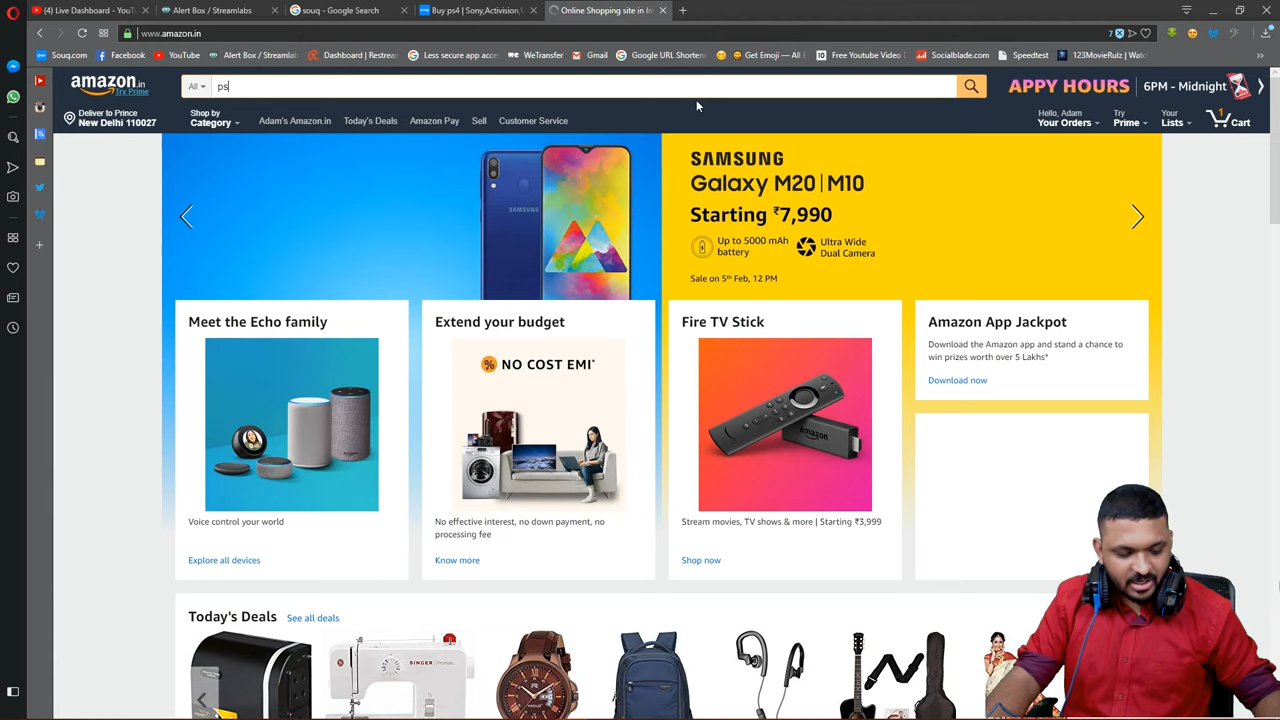 (4) Live Dashboard - YouTu
Alert Box / Streamlabs
souq - Google Search
Buy ps4 | Sony,Activision,U
Online Shopping site in In
www.amazon.in
7
Souq.com
Facebook
YouTube
Alert Box / Streamlab
Dashboard | Restrea
Less secure app acce
WeTransfer
Gmail
Google URL Shortene
Get Emoji — All E
Free Youtube Video D
Socialblade.com
Speedtest
123MovieRulz | Watc
amazon.in
Try Prime
All
ps
APPY HOURS
6PM - Midnight
Deliver to Prince
New Delhi 110027
Shop by
Category
Adam's Amazon.in
Today's Deals
Amazon Pay
Sell
Customer Service
Hello, Adam
Your Orders
Try
Prime
Your
Lists
1
Cart
SAMSUNG
SAMSUNG
Galaxy M20 | M10
Starting ₹7,990
Up to 5000 mAh
battery
Ultra Wide
Dual Camera
Sale on 5th Feb, 12 PM
Meet the Echo family
Voice control your world
Explore all devices
Extend your budget
% NO COST EMI*
No effective interest, no down payment, no
processing fee
Know more
Fire TV Stick
amazon
Stream movies, TV shows & more | Starting ₹3,999
Shop now
Amazon App Jackpot
Download the Amazon app and stand a chance to
win prizes worth over 5 Lakhs*
Download now
Today's Deals
See all deals
SINGER